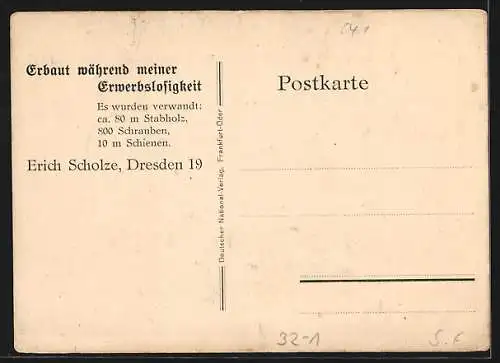 Erbaut während meiner
Erwerbslosigkeit
Es wurden verwandt:
ca. 80 m Stabholz,
800 Schrauben,
10 m Schienen.
Erich Scholze, Dresden 19
Deutscher National-Verlag, Frankfurt-Oder
Postkarte
32-1